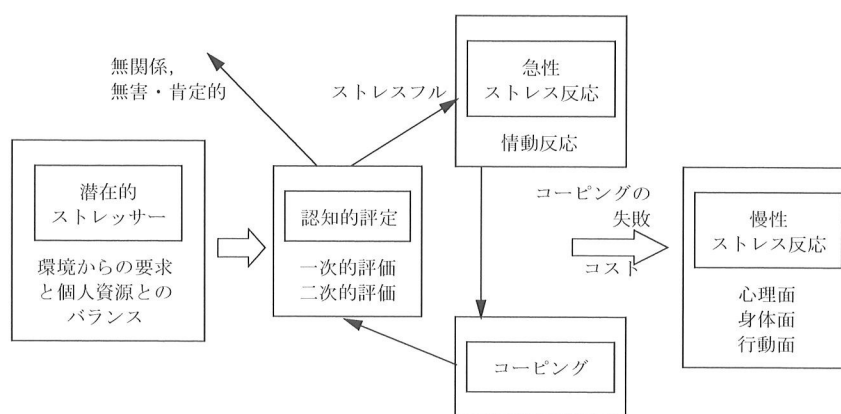 無関係,
無害・肯定的
潜在的
ストレッサー
環境からの要求
と個人資源との
バランス
認知的評定
一次的評価
二次的評価
ストレスフル
急性
ストレス反応
情動反応
コーピング
コーピングの
失敗
コスト
慢性
ストレス反応
心理面
身体面
行動面